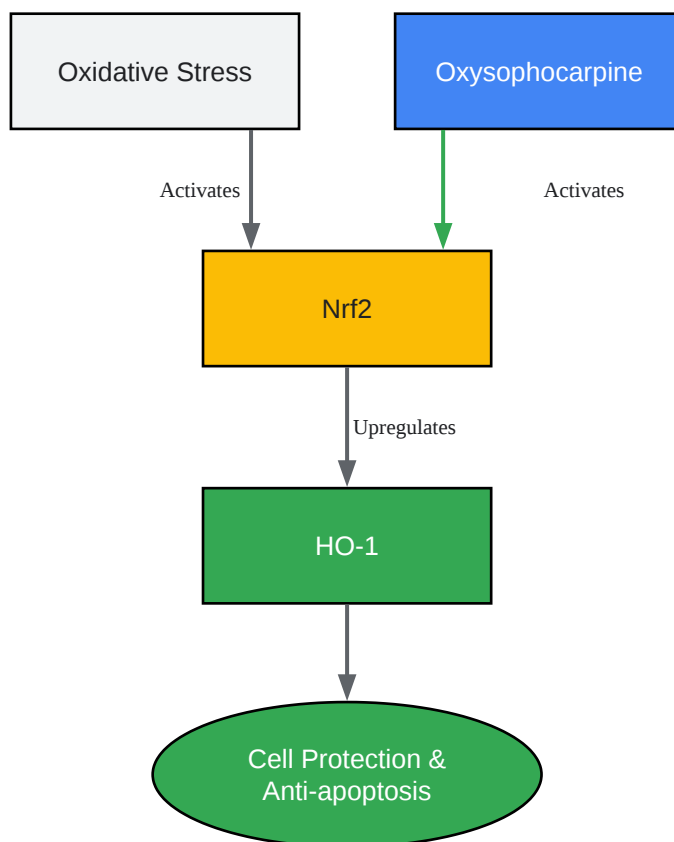 Oxidative Stress
Oxysophocarpine
Activates
Activates
Nrf2
Upregulates
HO-1
Cell Protection &
Anti-apoptosis